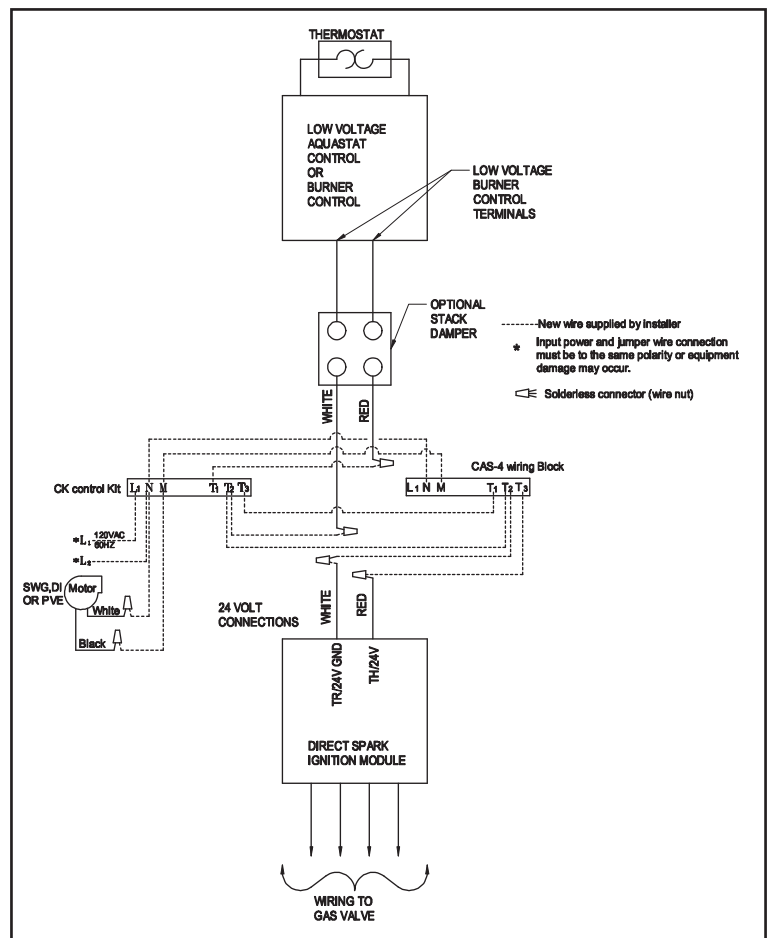 THERMOSTAT
LOW VOLTAGE
AQUASTAT
CONTROL
OR
BURNER
CONTROL
LOW VOLTAGE
BURNER
CONTROL
TERMINALS
OPTIONAL
STACK
DAMPER
New wire supplied by installer
* Input power and jumper wire connection
must be to the same polarity or equipment
damage may occur.
Solderless connector (wire nut)
WHITE
RED
CK control Kit
L1 N M T1 T2 T3
CAS-4 wiring Block
L1 N M T1 T2 T3
*L1 120VAC
60HZ
*L2
SWG,DI
OR PVE
Motor
White
Black
24 VOLT
CONNECTIONS
WHITE
RED
TR/24V GND
TH/24V
DIRECT SPARK
IGNITION MODULE
WIRING TO
GAS VALVE